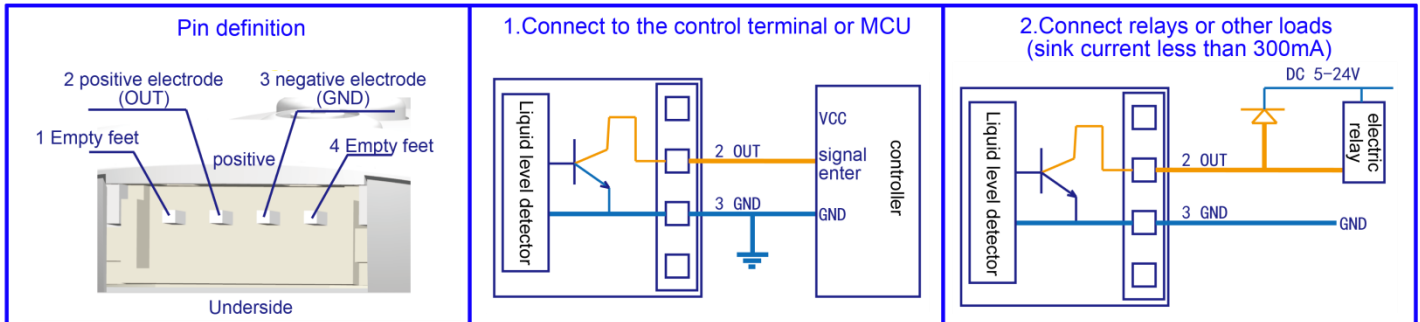 Pin definition
2 positive electrode
(OUT)
3 negative electrode
(GND)
1 Empty feet
positive
4 Empty feet
Underside
1.Connect to the control terminal or MCU
Liquid level detector
2 OUT
3 GND
VCC
signal
enter
GND
controller
2.Connect relays or other loads
(sink current less than 300mA)
DC 5-24V
Liquid level detector
2 OUT
3 GND
electric
relay
GND